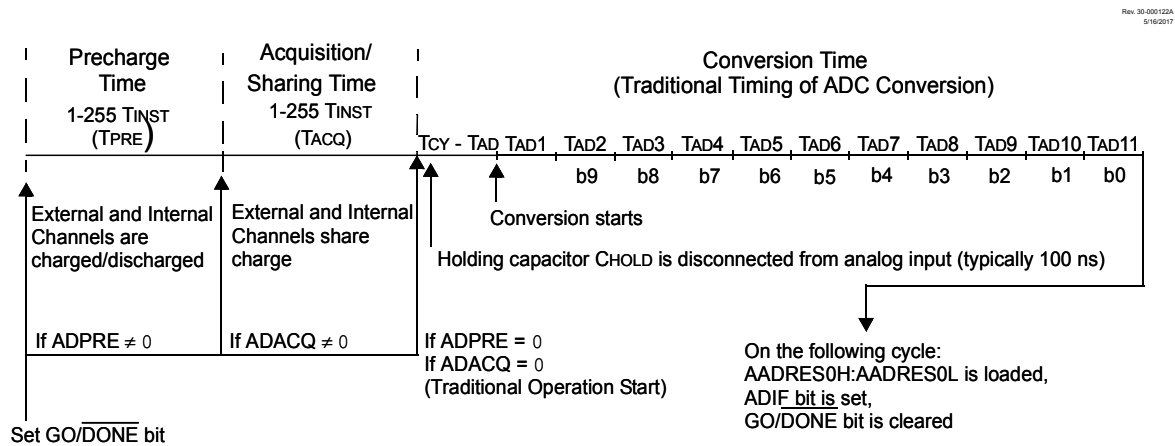 Rev. 30-000122A
5/16/2017
Precharge
Time
1-255 TINST
(TPRE)
Acquisition/
Sharing Time
1-255 TINST
(TACQ)
Conversion Time
(Traditional Timing of ADC Conversion)
TCY - TAD TAD1 TAD2 TAD3 TAD4 TAD5 TAD6 TAD7 TAD8 TAD9 TAD10 TAD11
b9 b8 b7 b6 b5 b4 b3 b2 b1 b0
External and Internal
Channels are
charged/discharged
External and Internal
Channels share
charge
Conversion starts
Holding capacitor CHOLD is disconnected from analog input (typically 100 ns)
If ADPRE ≠ 0
If ADACQ ≠ 0
If ADPRE = 0
If ADACQ = 0
(Traditional Operation Start)
On the following cycle:
AADRES0H:AADRES0L is loaded,
ADIF bit is set,
GO/D̅O̅N̅E̅ bit is cleared
Set GO/D̅O̅N̅E̅ bit